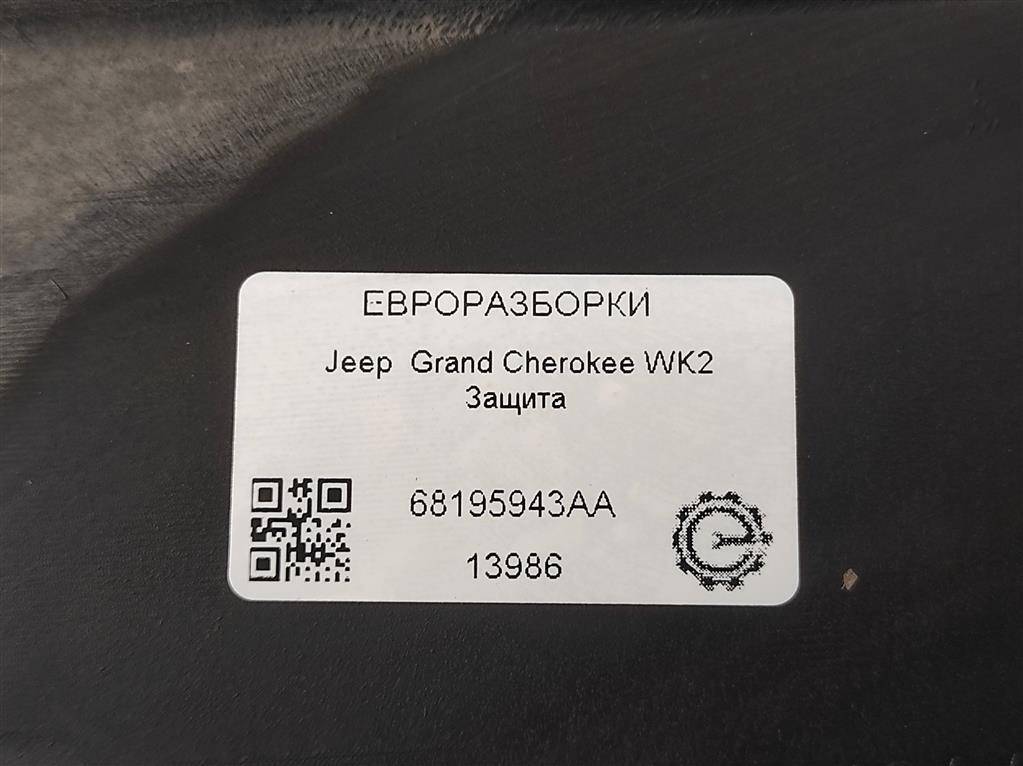 ЕВРОРАЗБОРКИ
Jeep Grand Cherokee WK2
Защита
68195943AA
13986